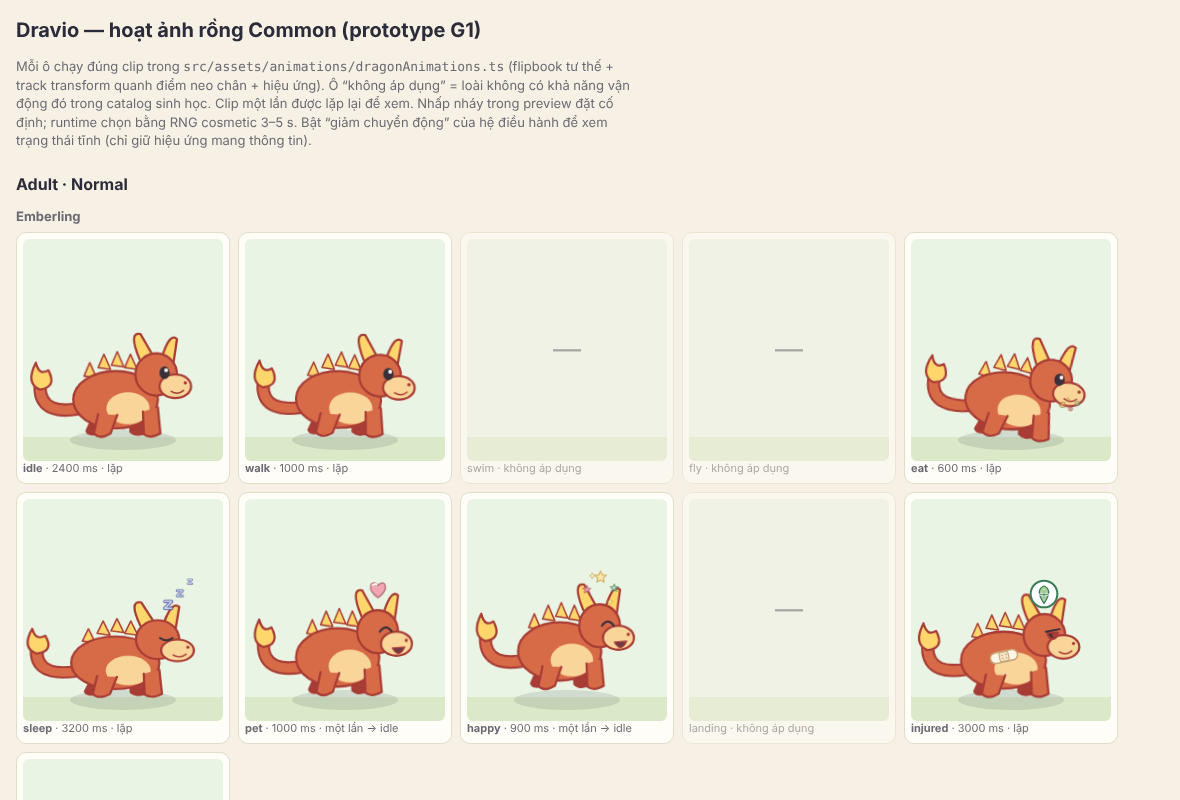 Dravio — hoạt ảnh rồng Common (prototype G1)
Mỗi ô chạy đúng clip trong src/assets/animations/dragonAnimations.ts (flipbook tư thế +
track transform quanh điểm neo chân + hiệu ứng). Ô “không áp dụng” = loài không có khả năng vận
động đó trong catalog sinh học. Clip một lần được lặp lại để xem. Nhấp nháy trong preview đặt cố
định; runtime chọn bằng RNG cosmetic 3–5 s. Bật “giảm chuyển động” của hệ điều hành để xem
trạng thái tĩnh (chỉ giữ hiệu ứng mang thông tin).
Adult · Normal
Emberling
idle · 2400 ms · lặp
walk · 1000 ms · lặp
—
swim · không áp dụng
—
fly · không áp dụng
eat · 600 ms · lặp
z z z
sleep · 3200 ms · lặp
pet · 1000 ms · một lần → idle
happy · 900 ms · một lần → idle
—
landing · không áp dụng
injured · 3000 ms · lặp